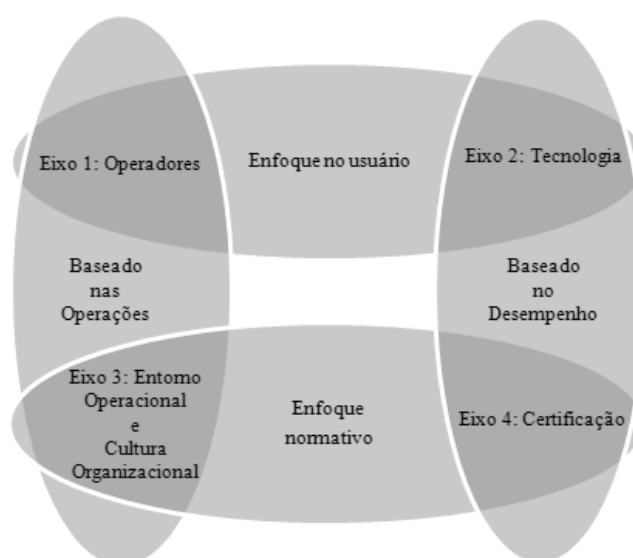 Eixo 1: Operadores
Enfoque no usuário
Eixo 2: Tecnologia
Baseado
nas
Operações
Baseado
no
Desempenho
Eixo 3: Entorno
Operacional
e
Cultura
Organizacional
Enfoque
normativo
Eixo 4: Certificação